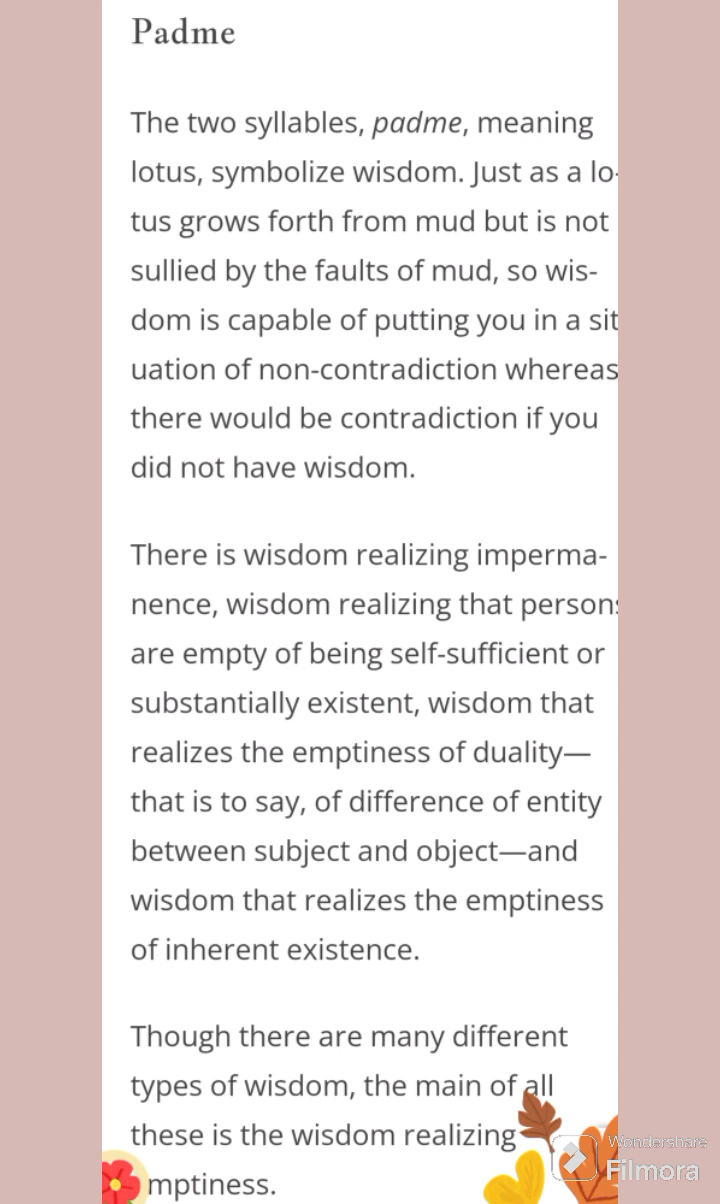 Padme
The two syllables, padme, meaning
lotus, symbolize wisdom. Just as a lo-
tus grows forth from mud but is not
sullied by the faults of mud, so wis-
dom is capable of putting you in a sit
uation of non-contradiction whereas
there would be contradiction if you
did not have wisdom.
There is wisdom realizing imperma-
nence, wisdom realizing that persons
are empty of being self-sufficient or
substantially existent, wisdom that
realizes the emptiness of duality—
that is to say, of difference of entity
between subject and object—and
wisdom that realizes the emptiness
of inherent existence.
Though there are many different
types of wisdom, the main of all
these is the wisdom realizing
mptiness.
Wondershare
Filmora